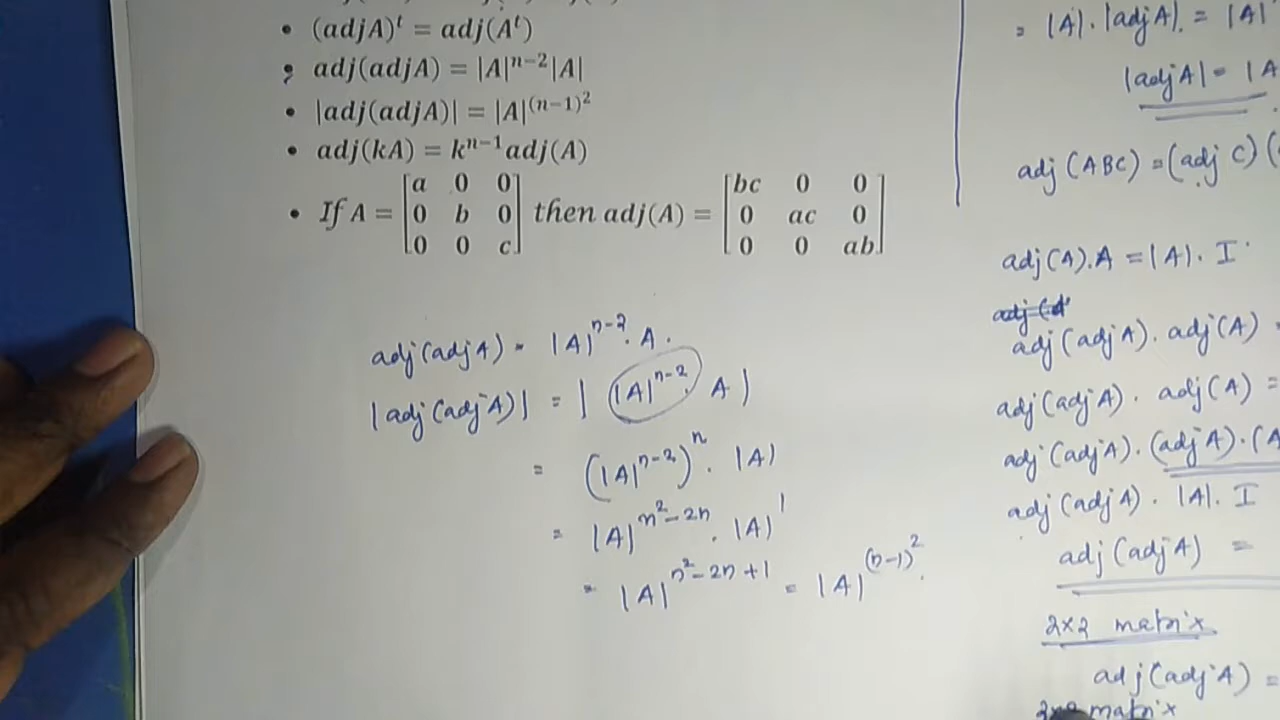 • (adjA)ᵗ = adj(Aᵗ)
• adj(adjA) = |A|ⁿ⁻²|A|
• |adj(adjA)| = |A|^(n−1)²
• adj(kA) = kⁿ⁻¹adj(A)
• If A = [a 0 0; 0 b 0; 0 0 c] then adj(A) = [bc 0 0; 0 ac 0; 0 0 ab]
adj(adjA) = |A|ⁿ⁻² . A .
|adj(adjA)| = | |A|ⁿ⁻² . A |
= (|A|ⁿ⁻²)ⁿ . |A|
= |A|^(n²−2n) . |A|¹
= |A|^(n²−2n+1) = |A|^(n−1)² .
= |A| . |adjA| . = |A|
|adjA| = |A
adj(ABC) = (adj C) (
adj(A).A = |A| . I
adj(adjA) . adj(A) =
adj(adjA) . adj(A) =
adj(adjA) . (adjA) . (A
adj(adjA) . |A| . I
adj(adjA) =
2×2 matrix
adj(adjA) =
matrix